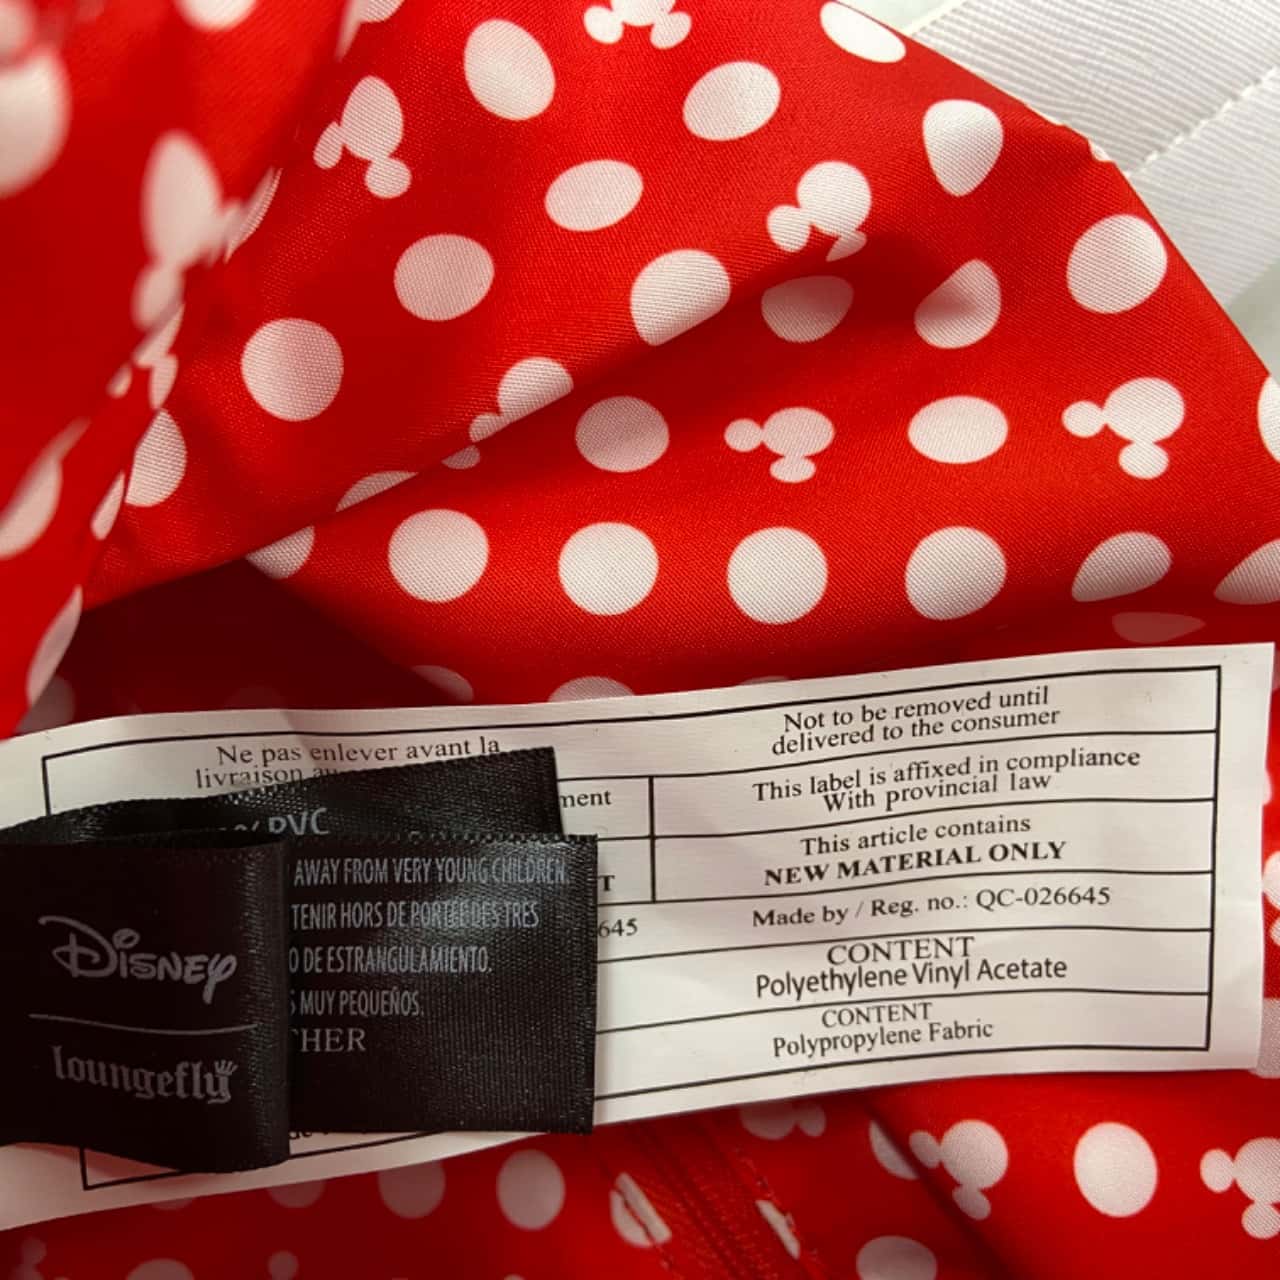 Ne pas enlever avant la
livraison au
ment
T
645
Not to be removed until
delivered to the consumer
This label is affixed in compliance
With provincial law
This article contains
NEW MATERIAL ONLY
Made by / Reg. no.: QC-026645
CONTENT
Polyethylene Vinyl Acetate
CONTENT
Polypropylene Fabric
% PVC
AWAY FROM VERY YOUNG CHILDREN.
TENIR HORS DE PORTÉE DES TRES
O DE ESTRANGULAMIENTO.
S MUY PEQUEÑOS.
THER
Disney
loungefly